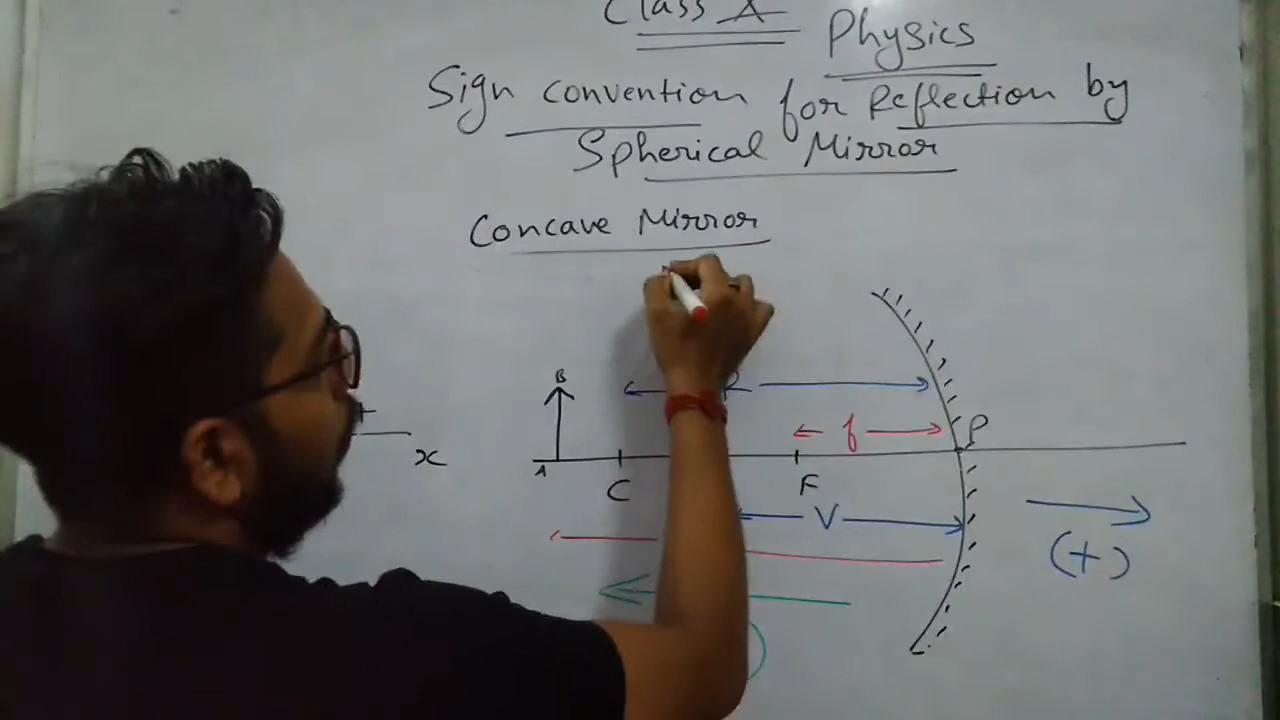 Class X
Physics
Sign convention for Reflection by
Spherical Mirror
Concave Mirror
B
R
f
P
+
x
A
C
F
V
(+)
)